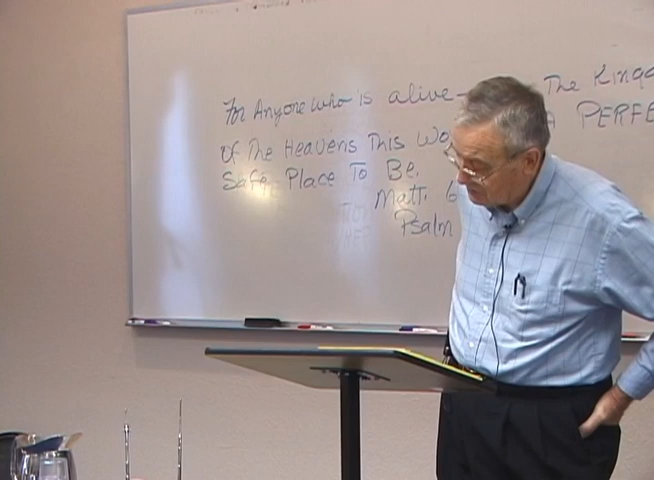 For Anyone who is alive - The Kingd
A PERFE
of The Heavens This Wo
Safe Place To Be.
Matt. 6
Psalm